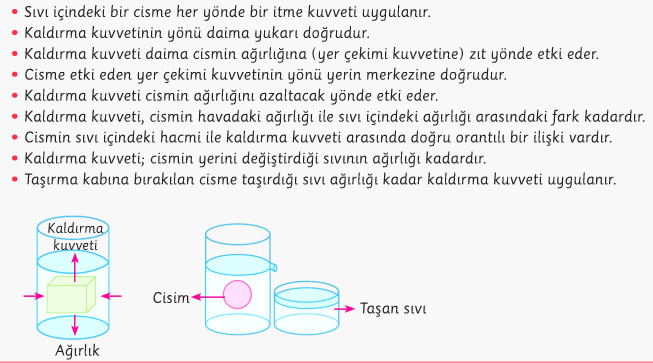 • Sıvı içindeki bir cisme her yönde bir itme kuvveti uygulanır.
• Kaldırma kuvvetinin yönü daima yukarı doğrudur.
• Kaldırma kuvveti daima cismin ağırlığına (yer çekimi kuvvetine) zıt yönde etki eder.
• Cisme etki eden yer çekimi kuvvetinin yönü yerin merkezine doğrudur.
• Kaldırma kuvveti cismin ağırlığını azaltacak yönde etki eder.
• Kaldırma kuvveti, cismin havadaki ağırlığı ile sıvı içindeki ağırlığı arasındaki fark kadardır.
• Cismin sıvı içindeki hacmi ile kaldırma kuvveti arasında doğru orantılı bir ilişki vardır.
• Kaldırma kuvveti; cismin yerini değiştirdiği sıvının ağırlığı kadardır.
• Taşırma kabına bırakılan cisme taşırdığı sıvı ağırlığı kadar kaldırma kuvveti uygulanır.
Kaldırma
kuvveti
Ağırlık
Cisim
Taşan sıvı